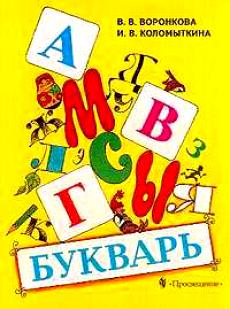 В. В. ВОРОНКОВА
И. В. КОЛОМЫТКИНА
А
М
В
З
Л
У
С
Г
Ы
БУКВАРЬ
«Просвещение»